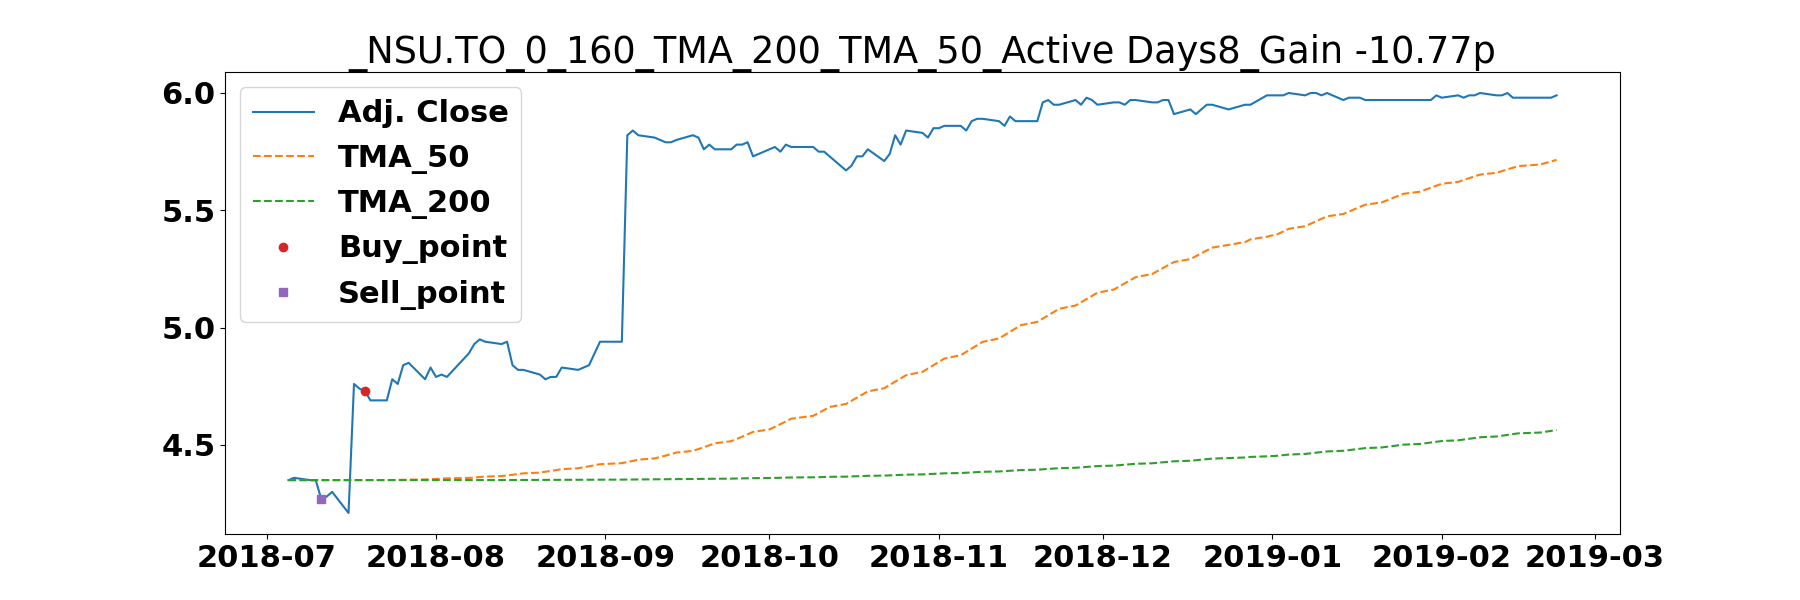 _NSU.TO_0_160_TMA_200_TMA_50_Active Days8_Gain -10.77p
6.0
5.5
5.0
4.5
Adj. Close
TMA_50
TMA_200
Buy_point
Sell_point
2018-07 2018-08 2018-09 2018-10 2018-11 2018-12 2019-01 2019-02 2019-03